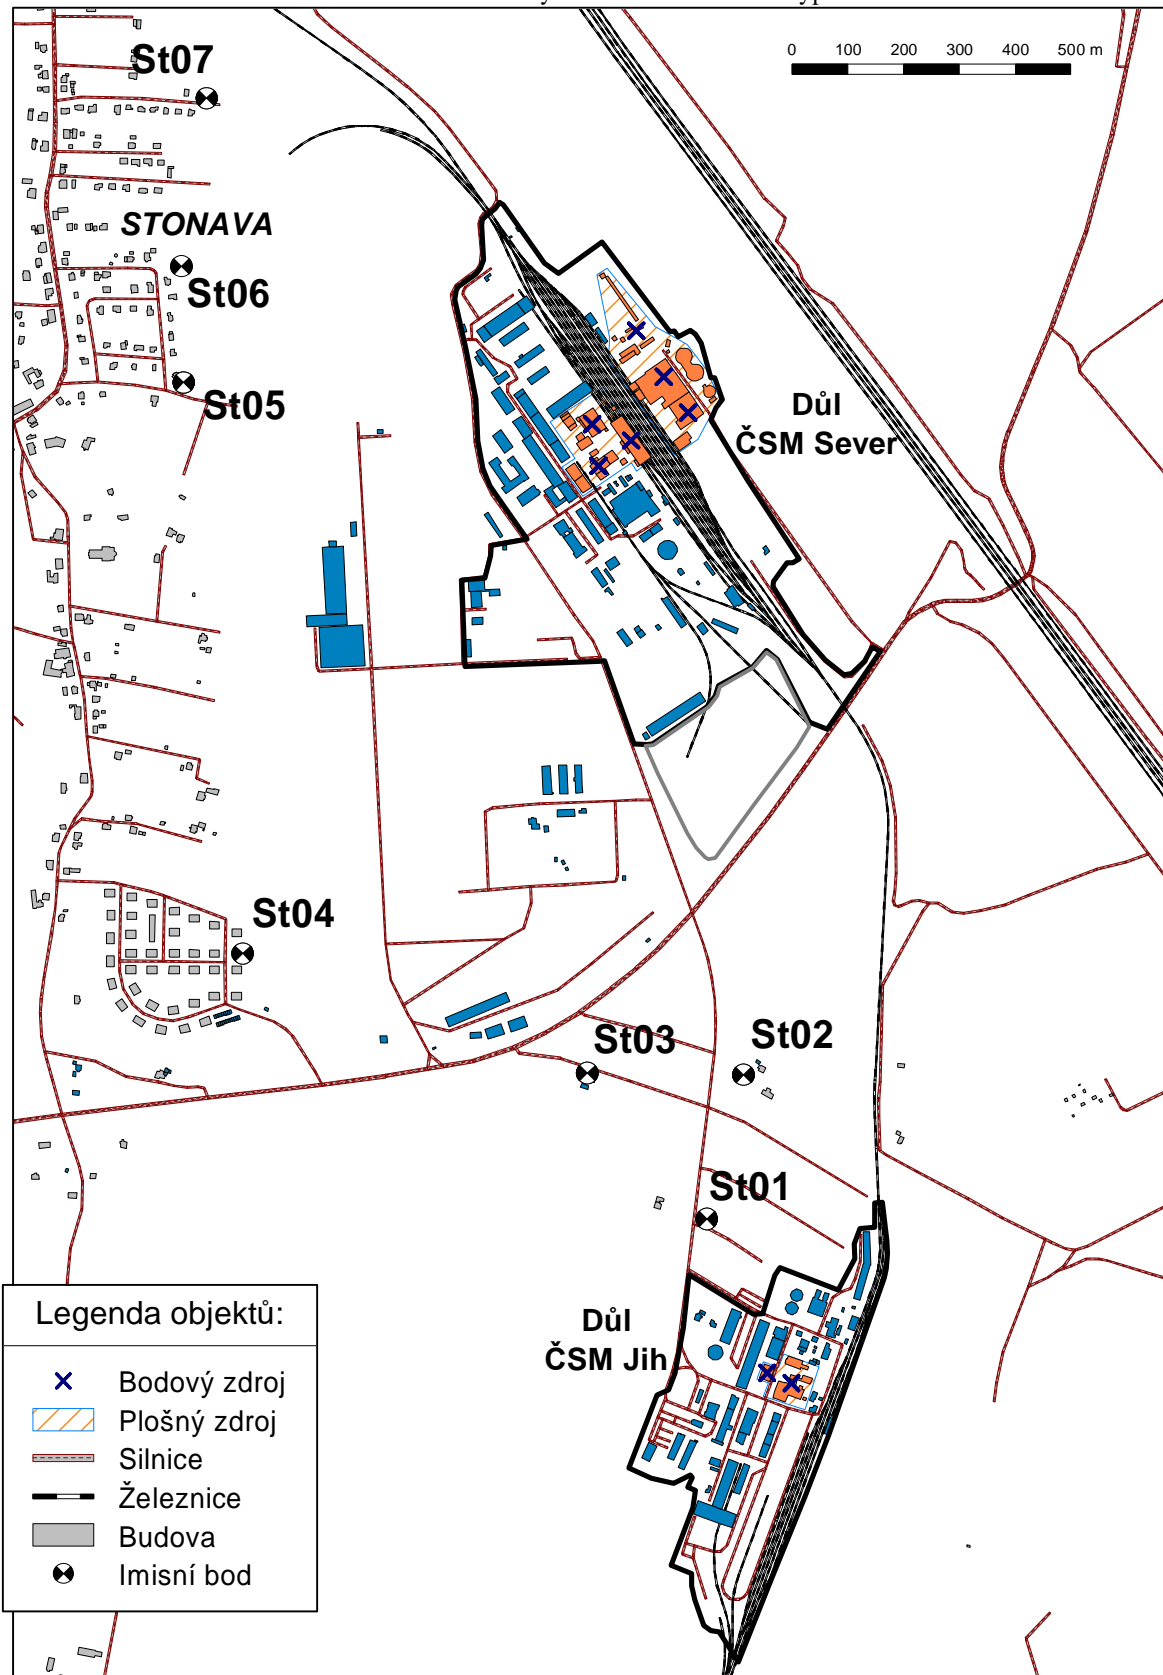 St07
0 100 200 300 400 500 m
STONAVA
St06
St05
Důl
ČSM Sever
St04
St03
St02
St01
Důl
ČSM Jih
Legenda objektů:
Bodový zdroj
Plošný zdroj
Silnice
Železnice
Budova
Imisní bod